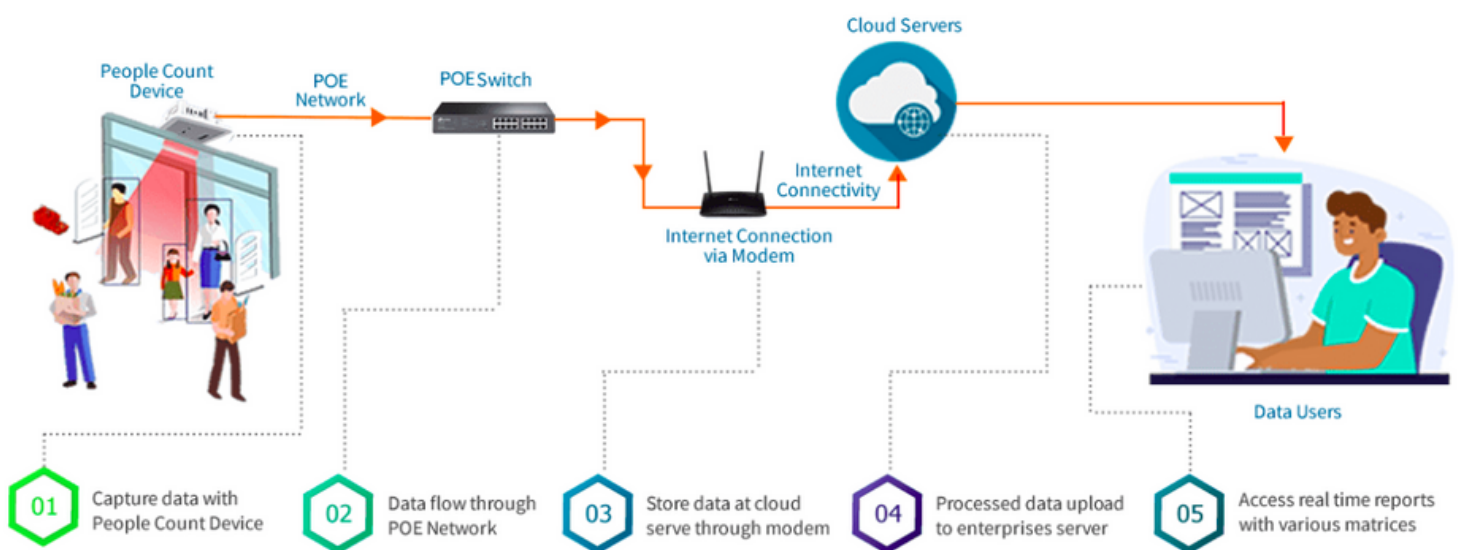 Cloud Servers
People Count
Device
POE
Network
POE Switch
Internet
Connectivity
Internet Connection
via Modem
Data Users
01
Capture data with
People Count Device
02
Data flow through
POE Network
03
Store data at cloud
serve through modem
04
Processed data upload
to enterprises server
05
Access real time reports
with various matrices